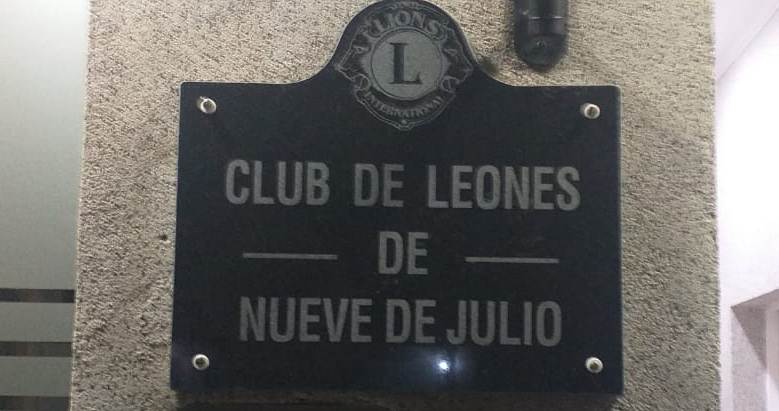 LIONS
L
INTERNATIONAL
CLUB DE LEONES
DE
NUEVE DE JULIO